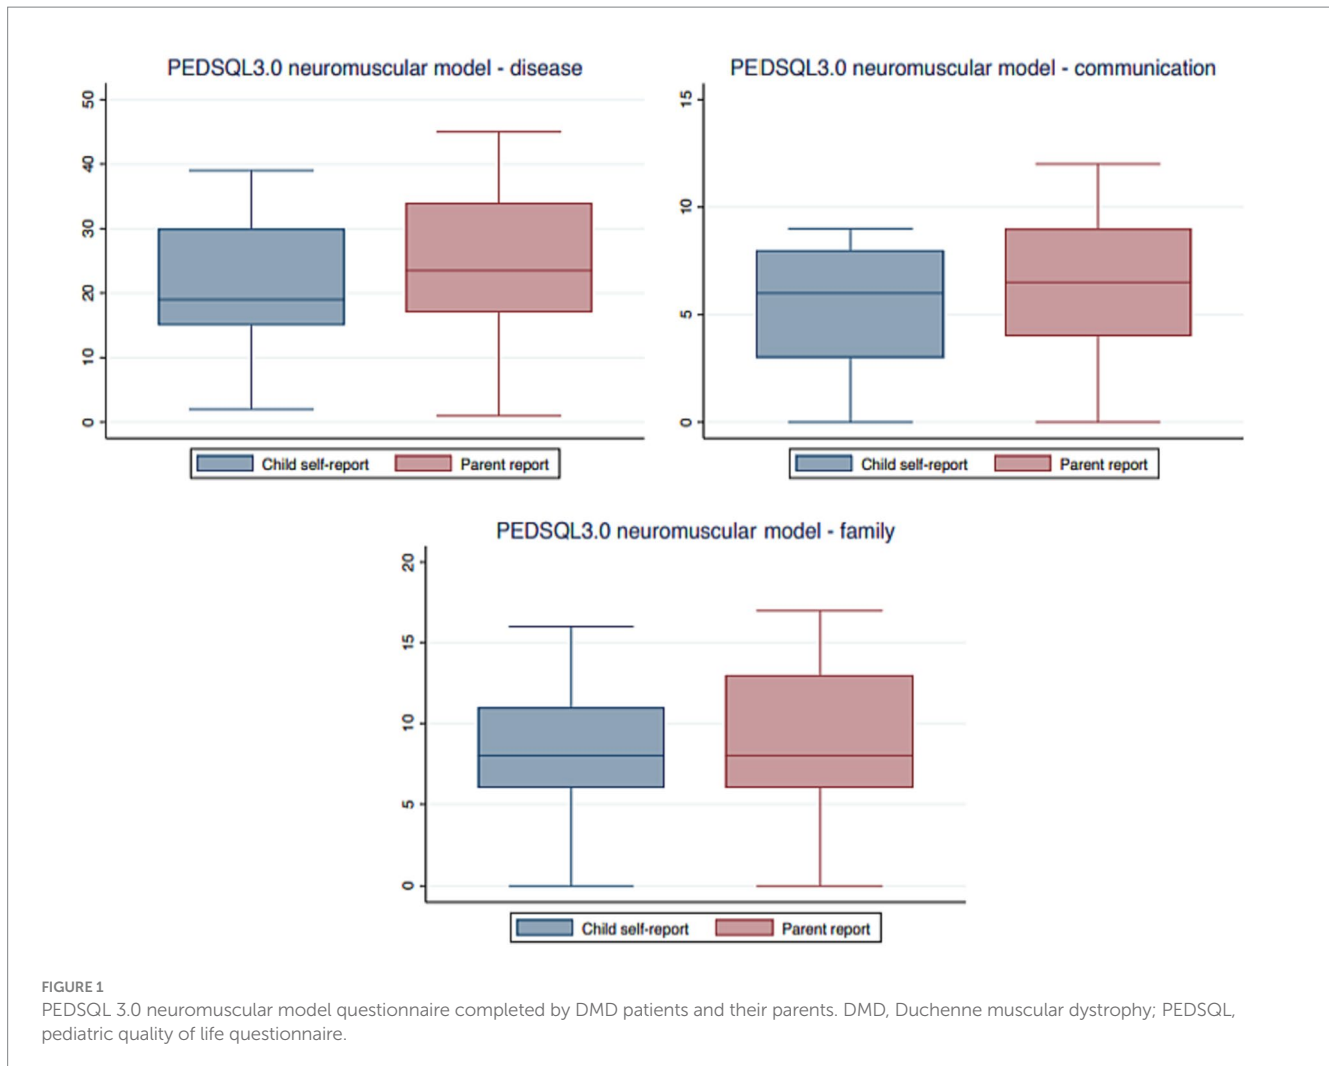 PEDSQL3.0 neuromuscular model - disease
50
40
30
20
10
0
Child self-report Parent report
PEDSQL3.0 neuromuscular model - communication
15
10
5
0
Child self-report Parent report
PEDSQL3.0 neuromuscular model - family
20
15
10
5
0
Child self-report Parent report
FIGURE 1
PEDSQL 3.0 neuromuscular model questionnaire completed by DMD patients and their parents. DMD, Duchenne muscular dystrophy; PEDSQL,
pediatric quality of life questionnaire.